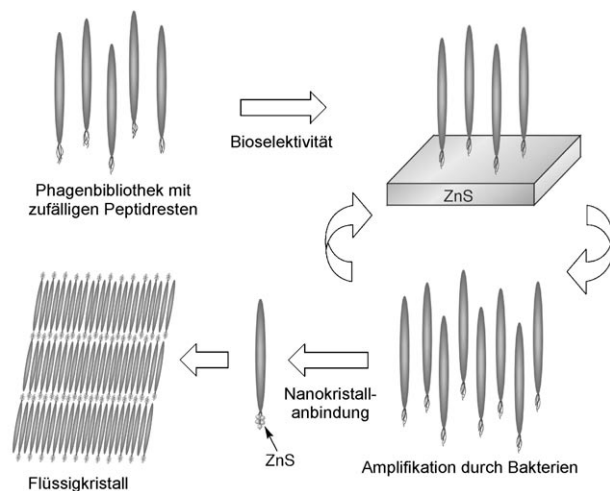 Bioselektivität
Phagenbibliothek mit
zufälligen Peptidresten
ZnS
Nanokristall-
anbindung
ZnS
Flüssigkristall
Amplifikation durch Bakterien